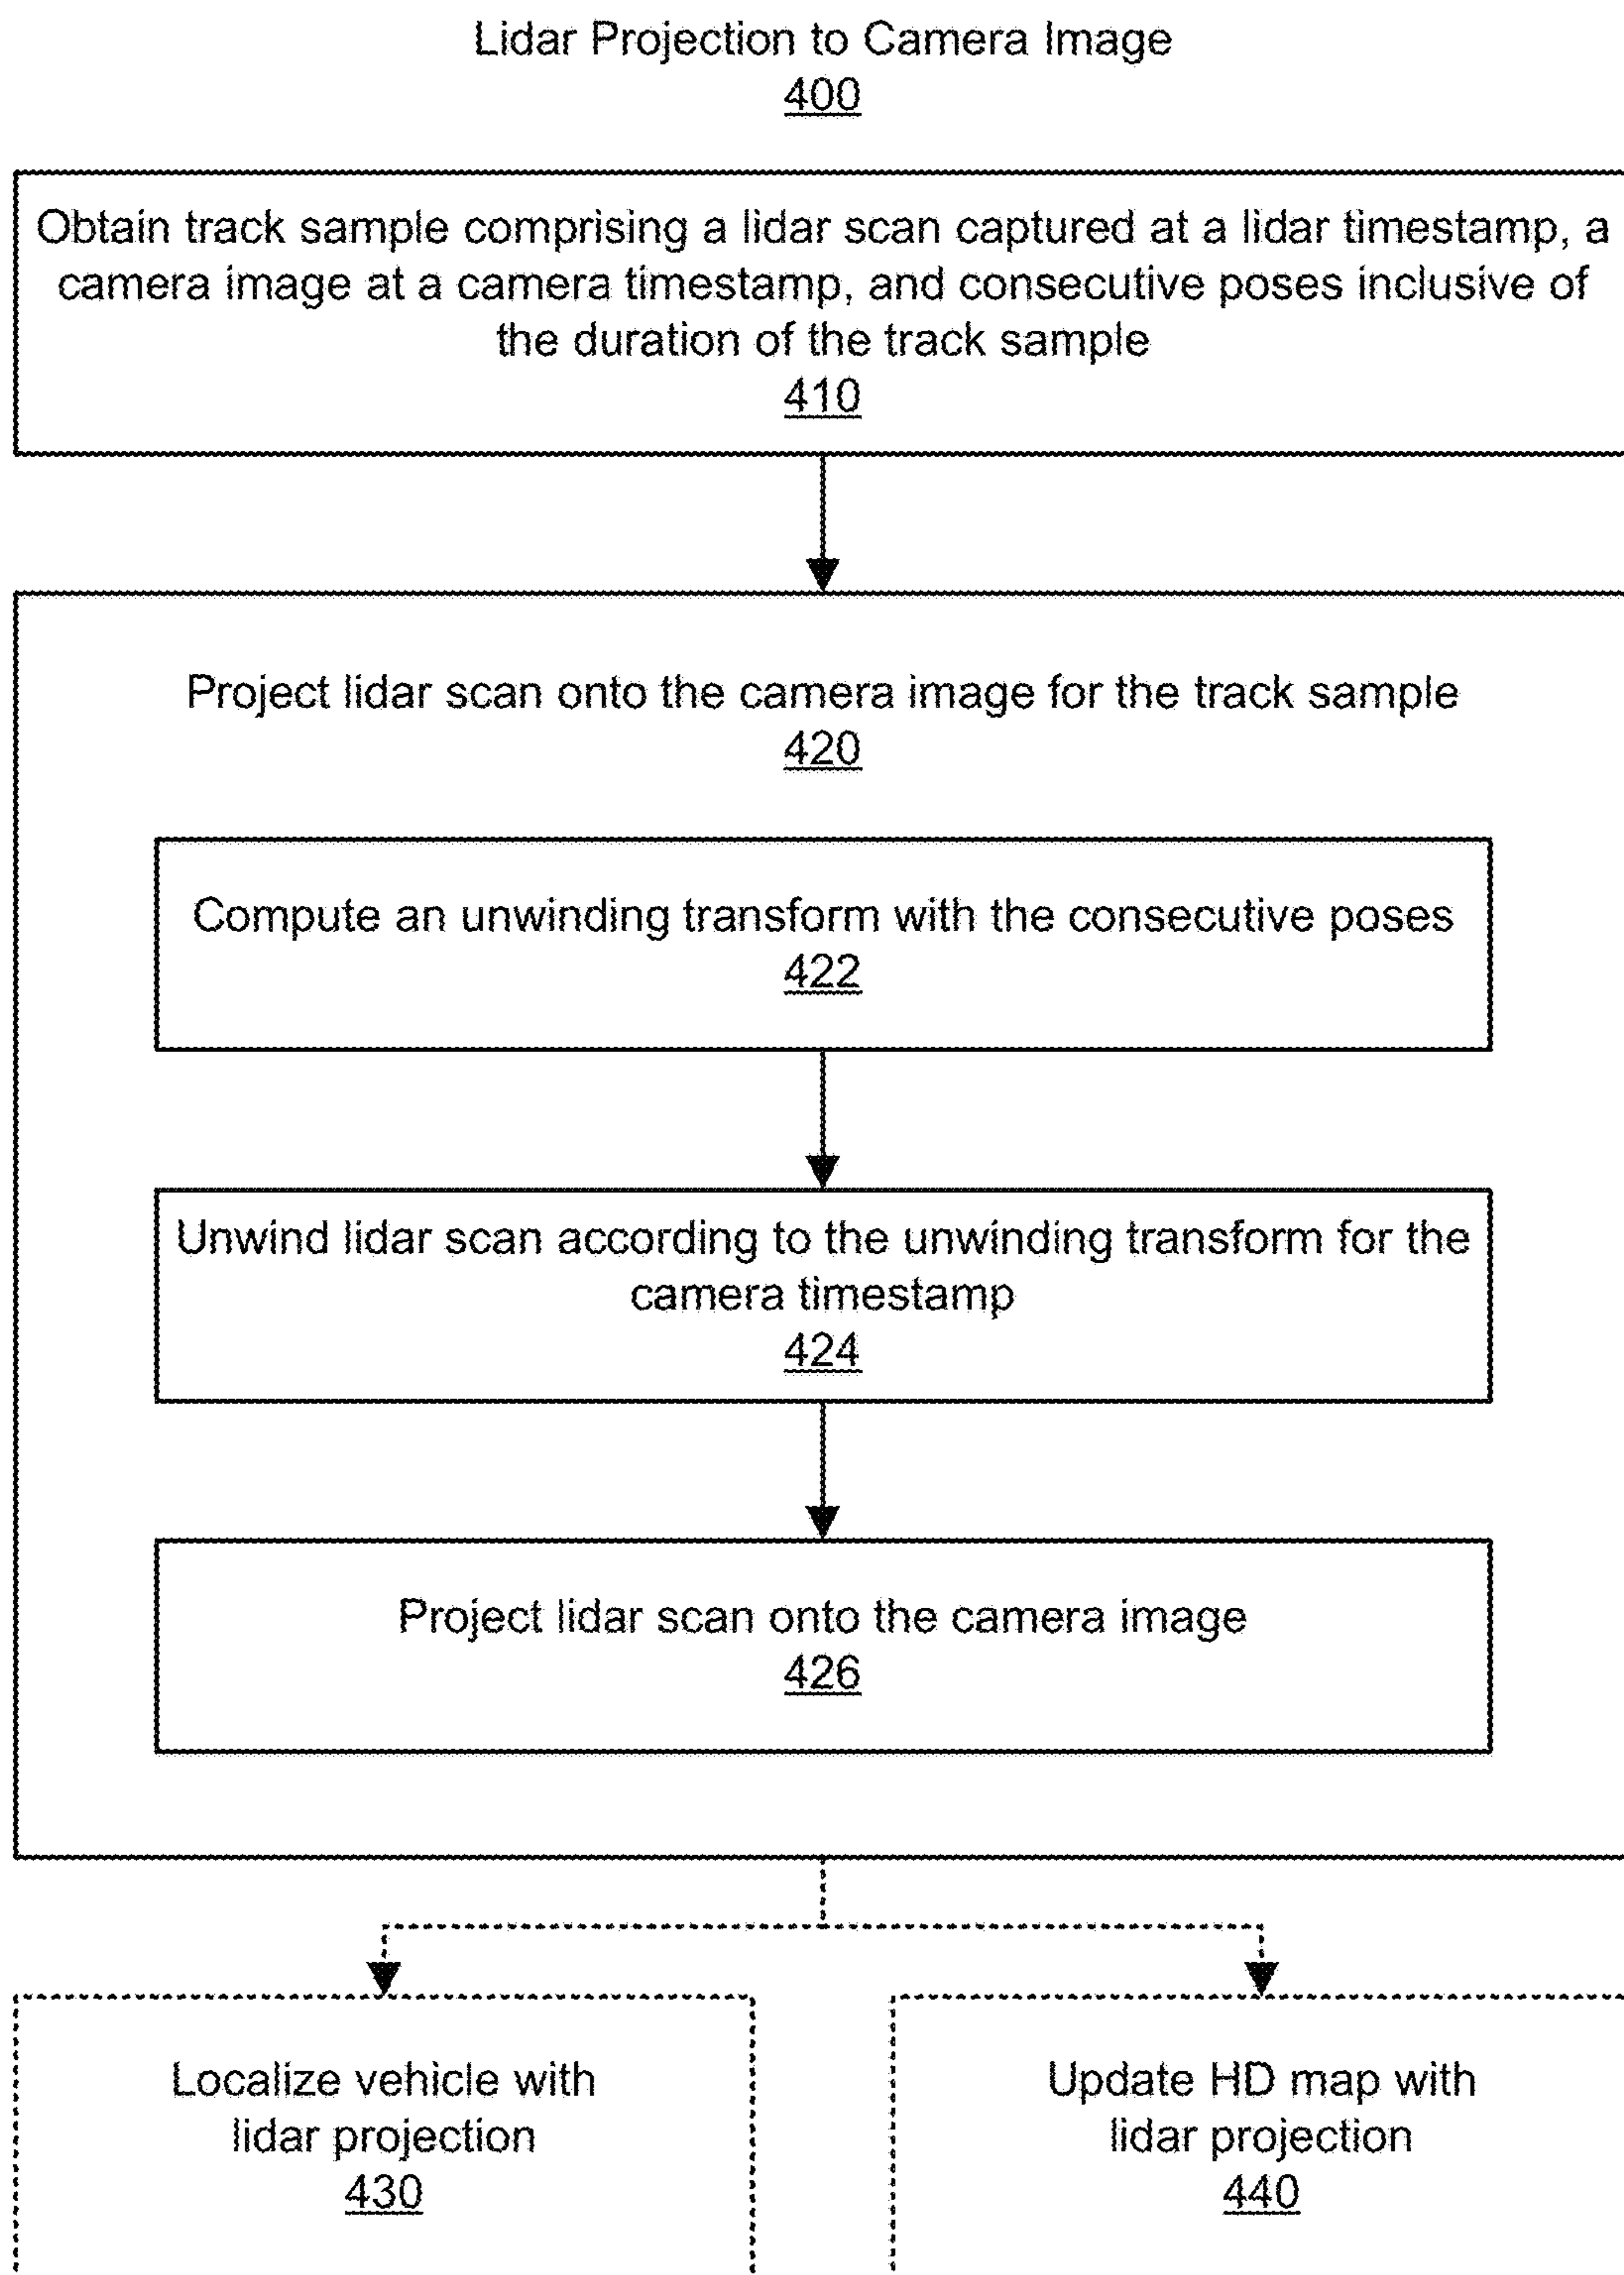 Lidar Projection to Camera Image
400
Obtain track sample comprising a lidar scan captured at a lidar timestamp, a
camera image at a camera timestamp, and consecutive poses inclusive of
the duration of the track sample
410
Project lidar scan onto the camera image for the track sample
420
Compute an unwinding transform with the consecutive poses
422
Unwind lidar scan according to the unwinding transform for the
camera timestamp
424
Project lidar scan onto the camera image
426
Localize vehicle with
lidar projection
430
Update HD map with
lidar projection
440